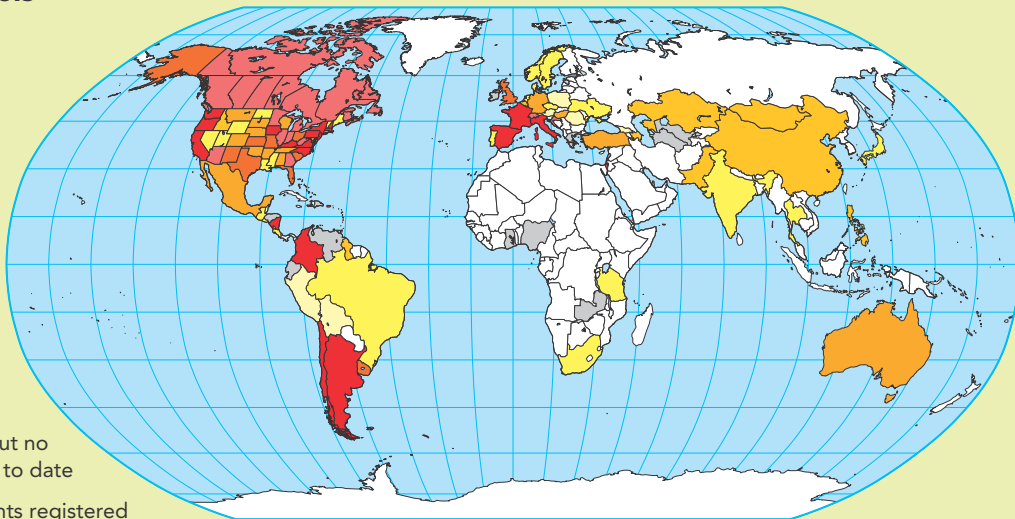 ut no
to date
nts registered